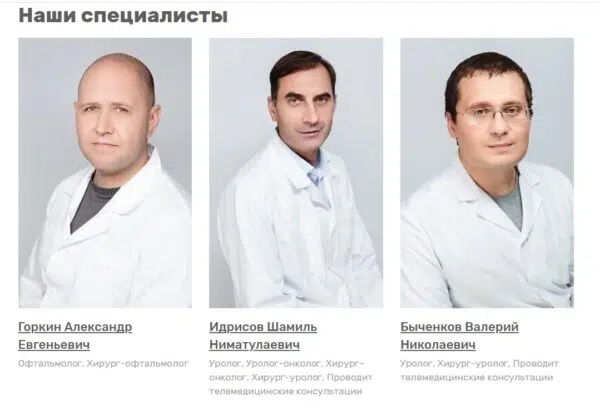 Наши специалисты
Горкин Александр
Евгеньевич
Офтальмолог, Хирург-офтальмолог
Идрисов Шамиль
Ниматулаевич
Уролог, Уролог-онколог, Хирург-
онколог, Хирург-уролог, Проводит
телемедицинские консультации
Быченков Валерий
Николаевич
Уролог, Хирург-уролог, Проводит
телемедицинские консультации